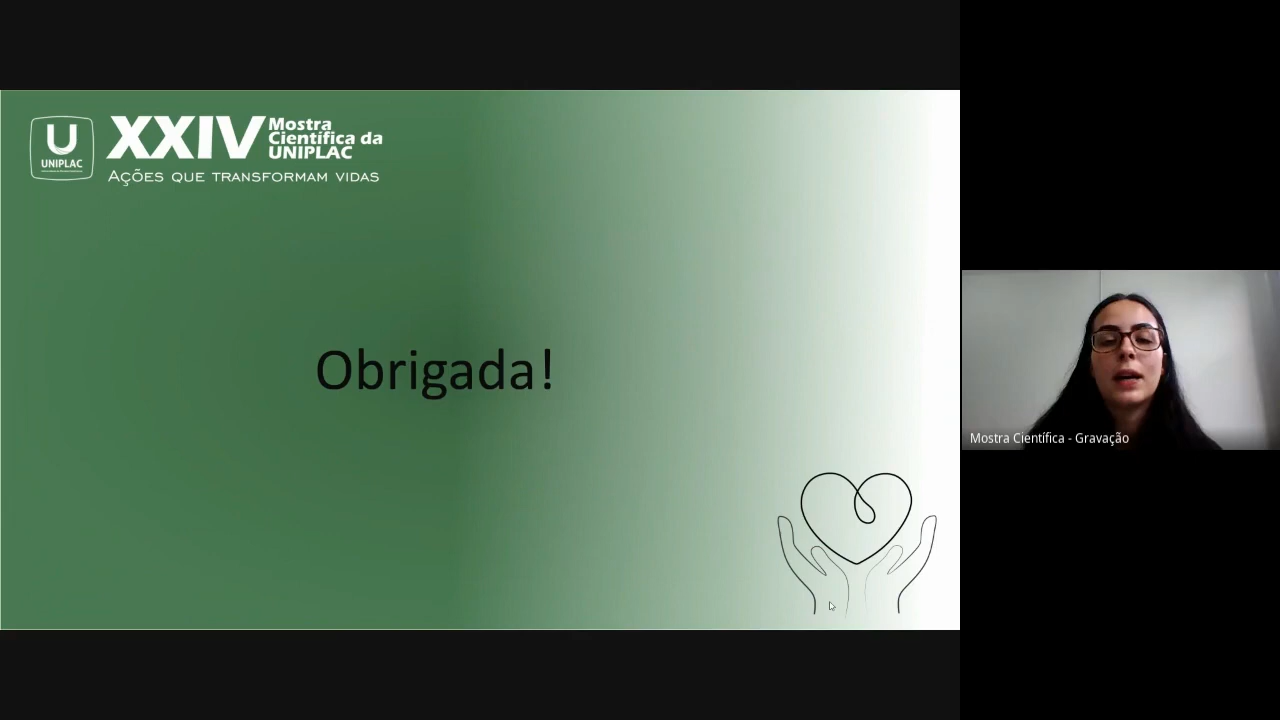 UNIPLAC
XXIV
Mostra
Científica da
UNIPLAC
AÇÕES QUE TRANSFORMAM VIDAS
Obrigada!
Mostra Científica - Gravação